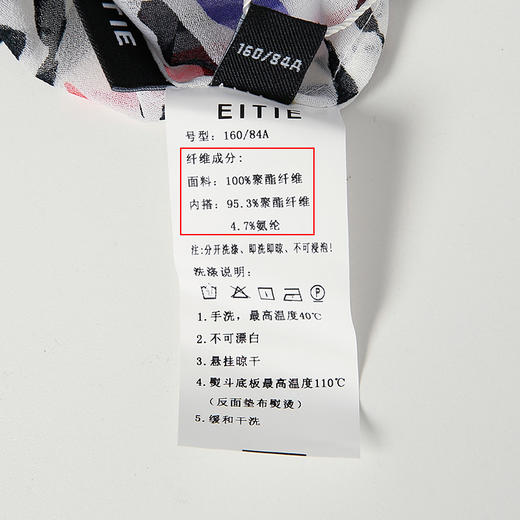 EITIE
160/84A
EITIE
号型: 160/84A
纤维成分:
面料: 100%聚酯纤维
内搭: 95.3%聚酯纤维
4.7%氨纶
注:分开洗涤、即洗即晾、不可浸泡!
洗涤说明:
P
1.手洗,最高温度40℃
2.不可漂白
3.悬挂晾干
4.熨斗底板最高温度110℃
(反面垫布熨烫)
5.缓和干洗